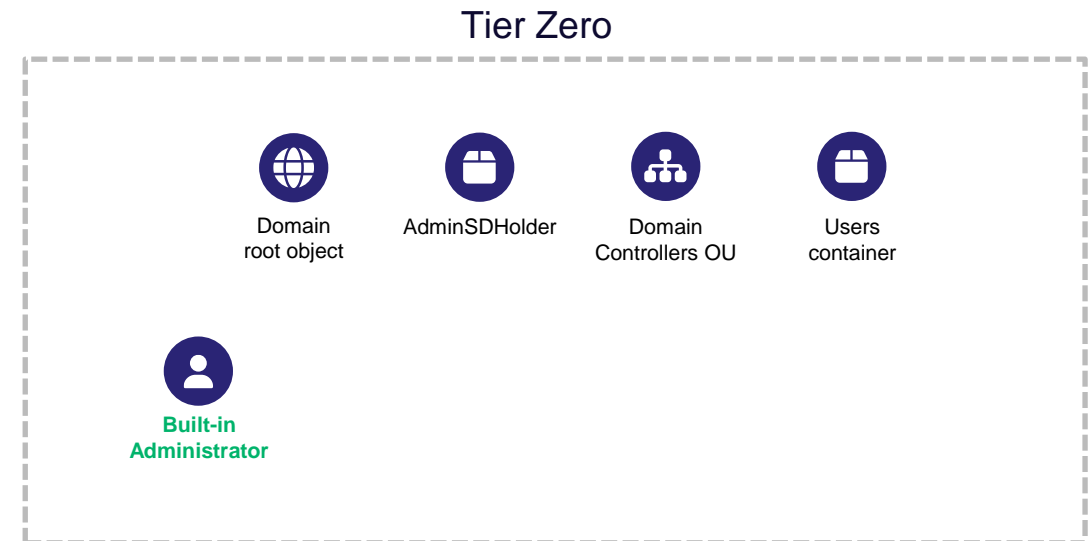 Tier Zero
Domain
root object
AdminSDHolder
Domain
Controllers OU
Users
container
Built-in
Administrator